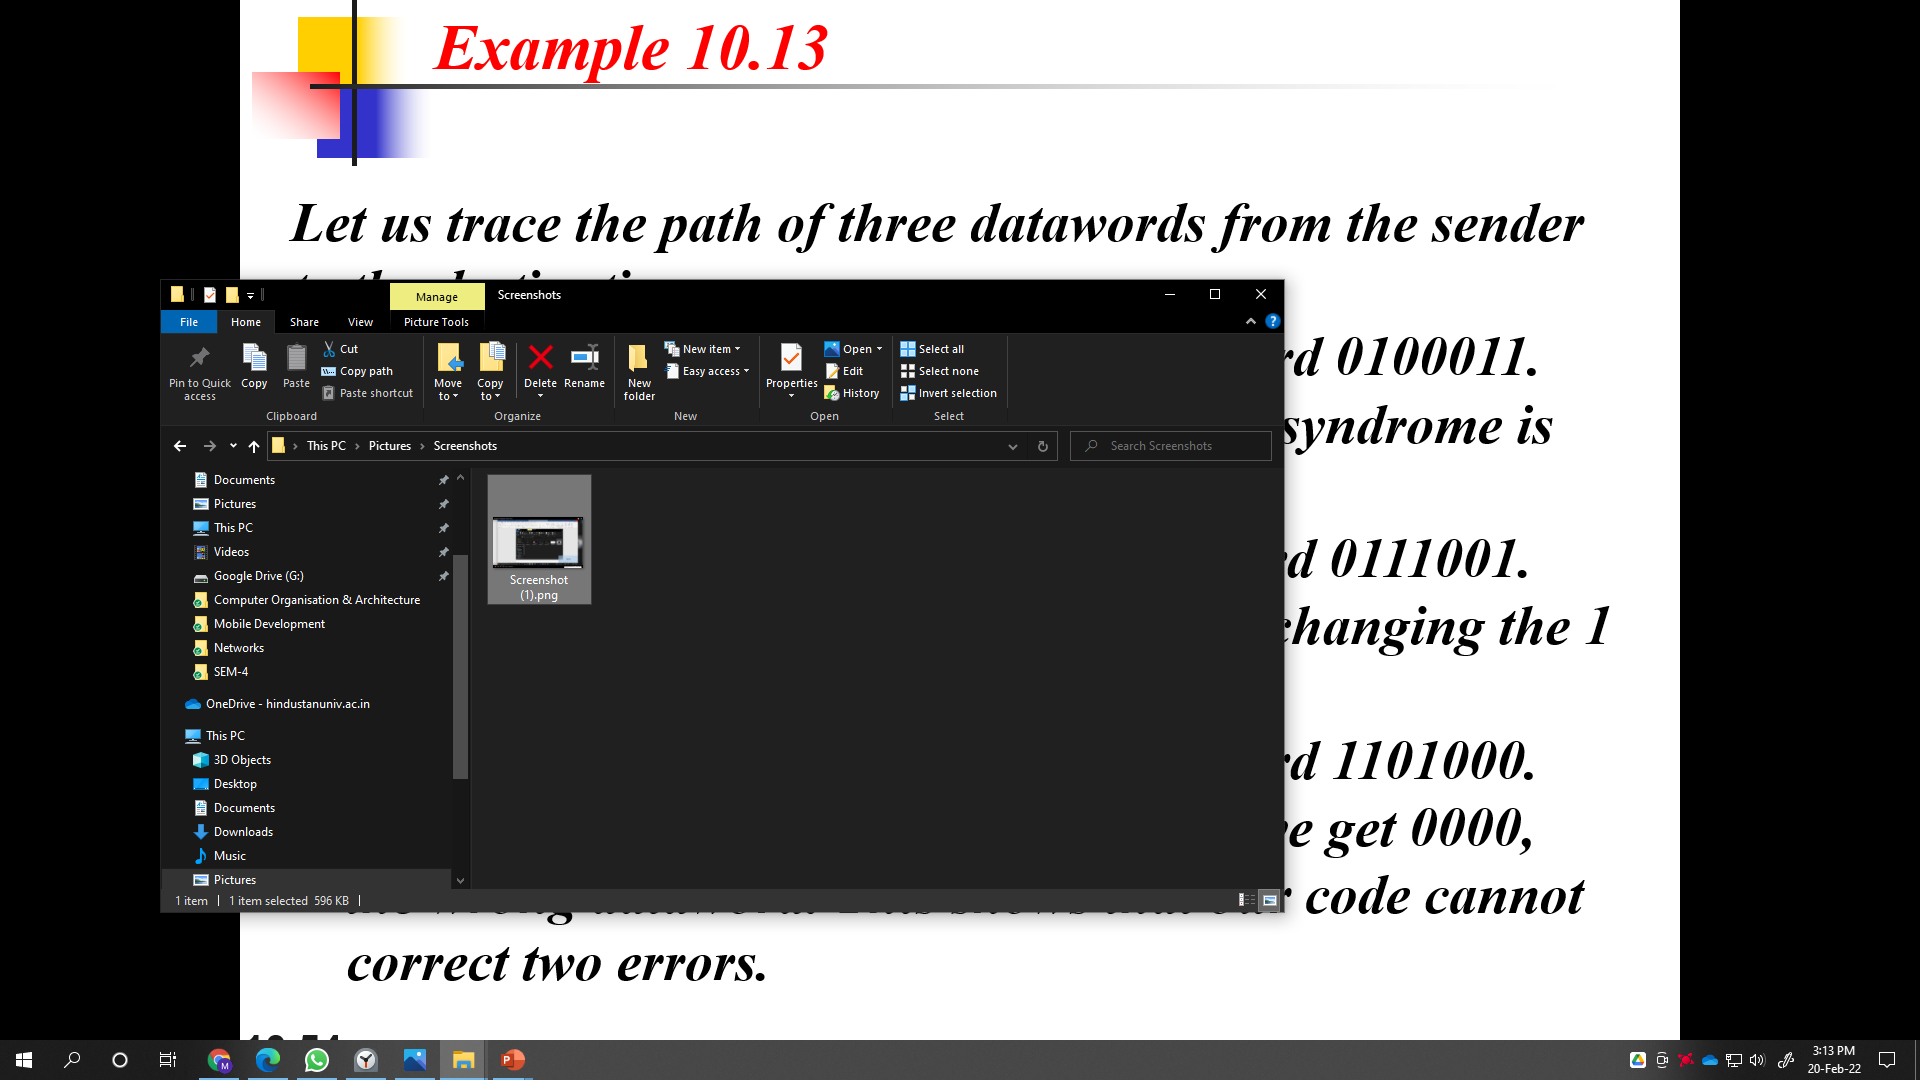 Example 10.13
Let us trace the path of three datawords from the sender
Manage
Screenshots
File
Home
Share
View
Picture Tools
Pin to Quick access
Copy
Paste
Cut
Copy path
Paste shortcut
Clipboard
Move to
Copy to
Delete
Rename
Organize
New folder
New item
Easy access
New
Properties
Open
Edit
History
Open
Select all
Select none
Invert selection
Select
rd 0100011.
syndrome is
This PC
Pictures
Screenshots
Search Screenshots
Documents
Pictures
This PC
Videos
Google Drive (G:)
Computer Organisation & Architecture
Mobile Development
Networks
SEM-4
OneDrive - hindustanuniv.ac.in
This PC
3D Objects
Desktop
Documents
Downloads
Music
Pictures
Screenshot
(1).png
d 0111001.
changing the 1
rd 1101000.
e get 0000,
code cannot
1 item
1 item selected 596 KB
correct two errors.
3:13 PM
20-Feb-22